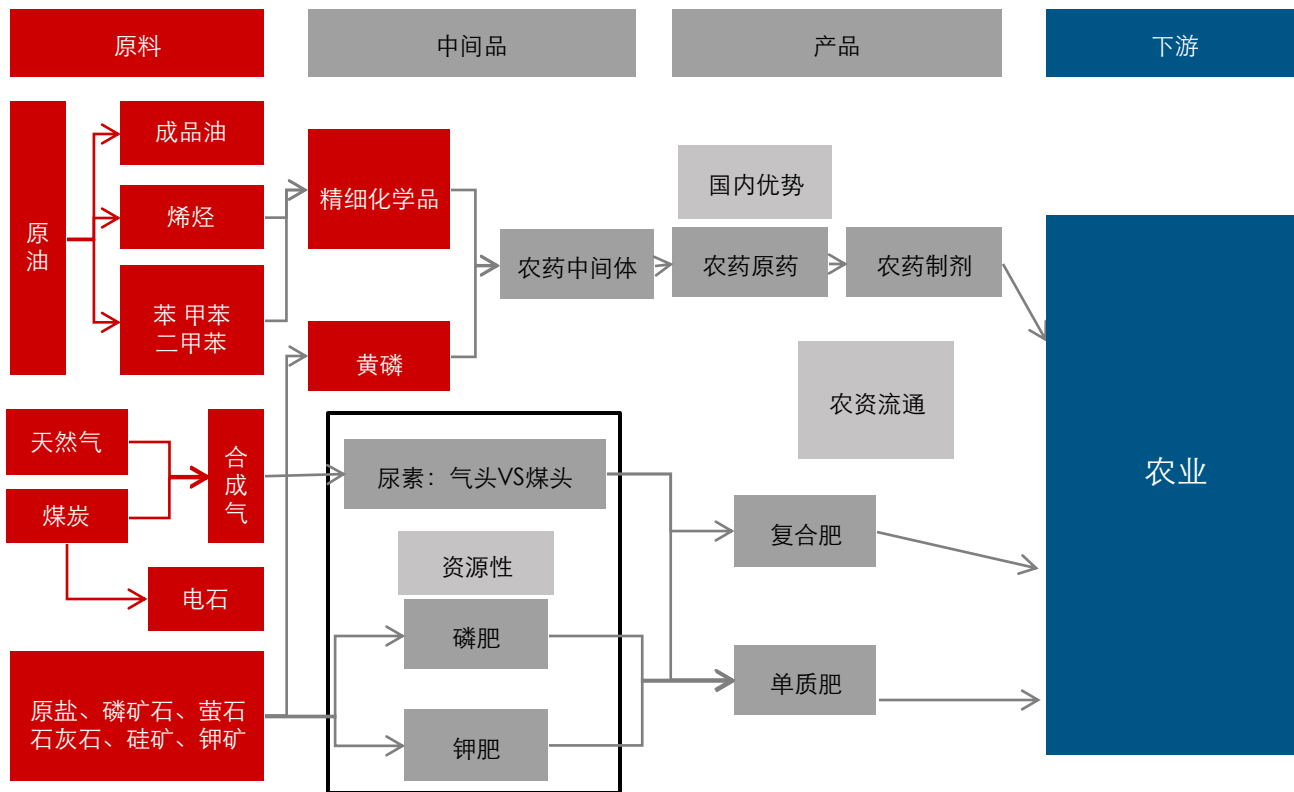 原料
中间品
产品
下游
原
油
成品油
烯烃
苯 甲苯
二甲苯
精细化学品
黄磷
农药中间体
国内优势
农药原药
农药制剂
农资流通
天然气
煤炭
合
成
气
电石
原盐、磷矿石、萤石
石灰石、硅矿、钾矿
尿素：气头VS煤头
资源性
磷肥
钾肥
复合肥
单质肥
农业